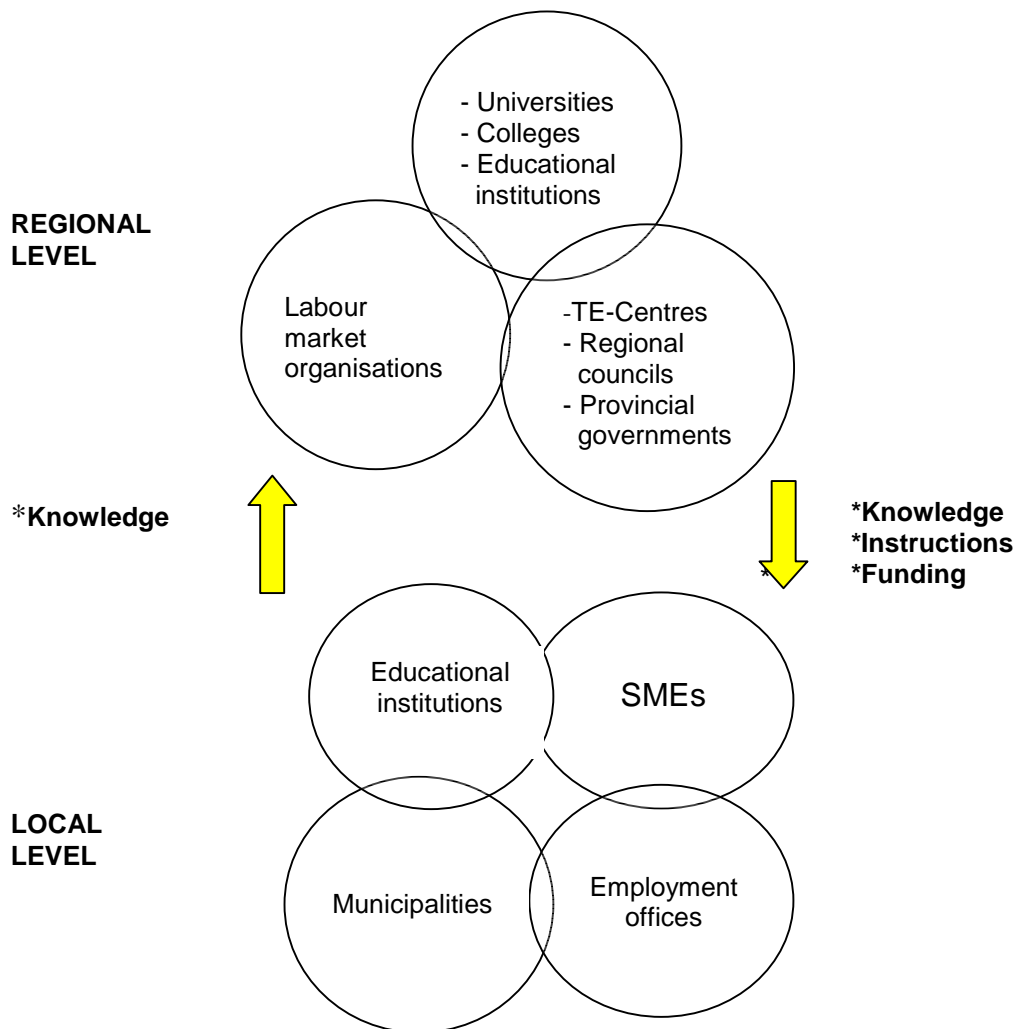 - Universities
- Colleges
- Educational
institutions
REGIONAL
LEVEL
Labour
market
organisations
-TE-Centres
- Regional
councils
- Provincial
governments
*Knowledge
*Knowledge
*Instructions
*
*Funding
Educational
institutions
SMEs
LOCAL
LEVEL
Municipalities
Employment
offices